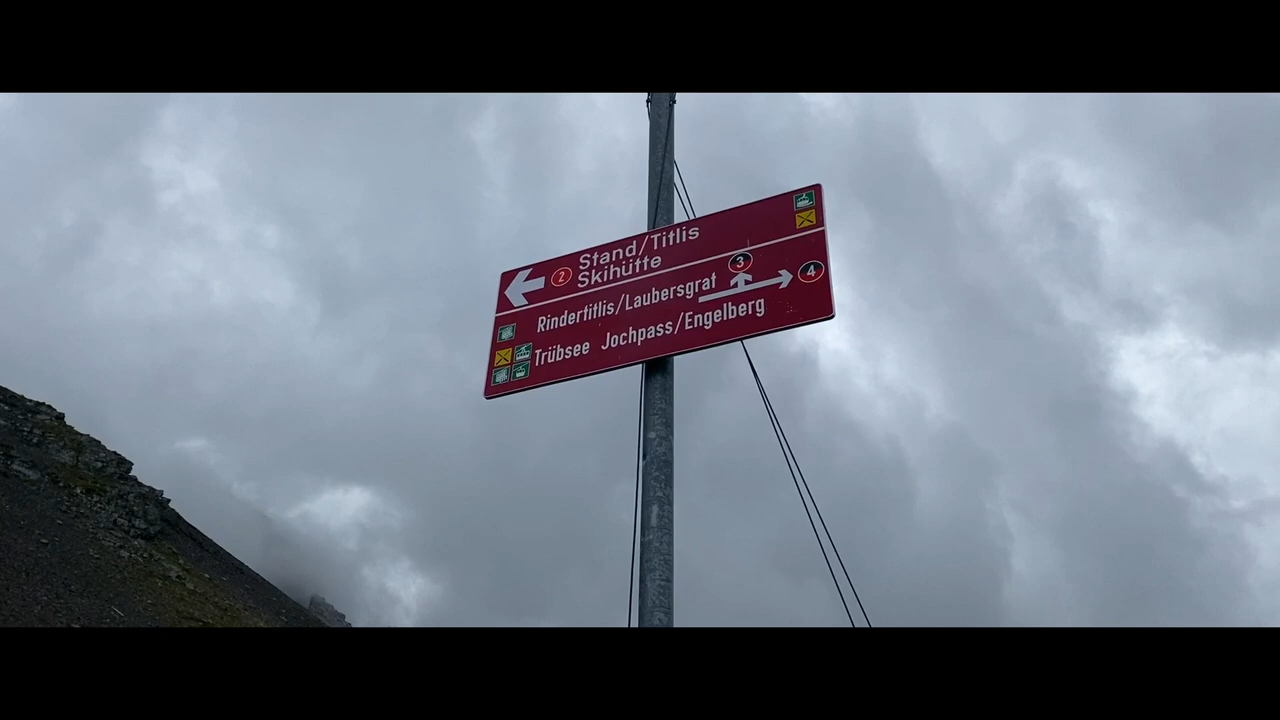 2 Stand/Titlis
Skihütte
Rindertitlis/Laubersgrat 3 4
Trübsee Jochpass/Engelberg